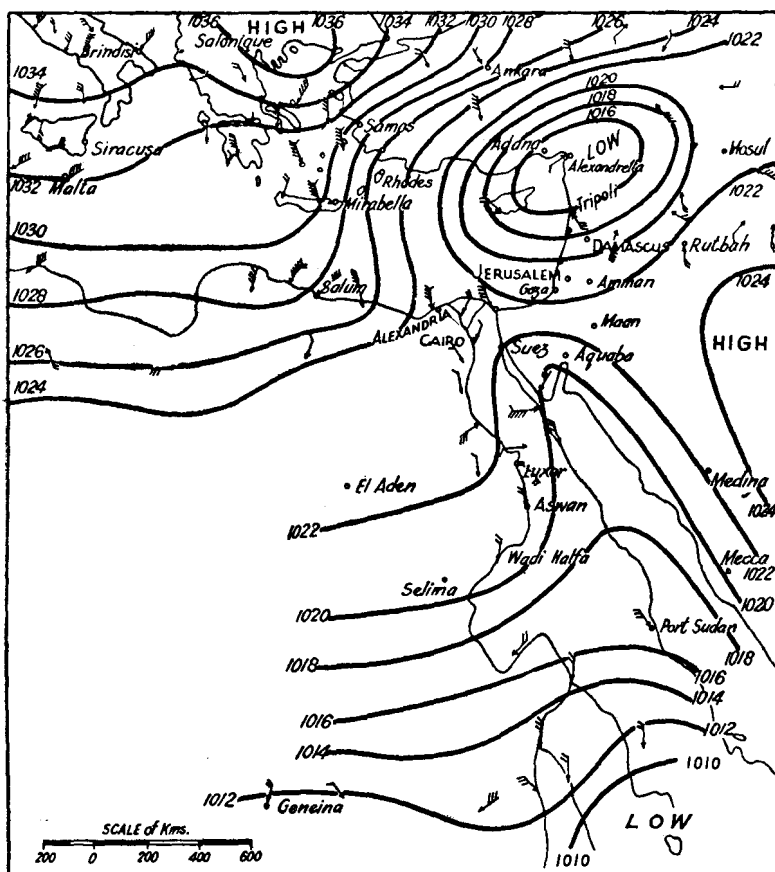 1036 HIGH 1036 1034 1032 1030 1028 1026 1024
Brindisi Salonique
1022
1034
Ankara
1020
1018
1016
Samos
Siracusa
Addna LOW
Alexandrella
Mosul
1032 Malta
Rhodes
Mirabella
1022
Tripoli
1030
DAMASCUS Rutbah
JERUSALEM
Gaza Amman
1024
1028
Salum
ALEXANDRIA
CAIRO
Maan
Suez
HIGH
1026
Aquaba
1024
Luxor
Medina
El Aden
Aswan
1024
1022
Wadi Halfa
Mecca
1022
Selima
1020
1020
Port Sudan
1018
1018
1016
1016
1014
1014
1012
1010
1012 Geneina
LOW
SCALE of Kms.
200 0 200 400 600
1010